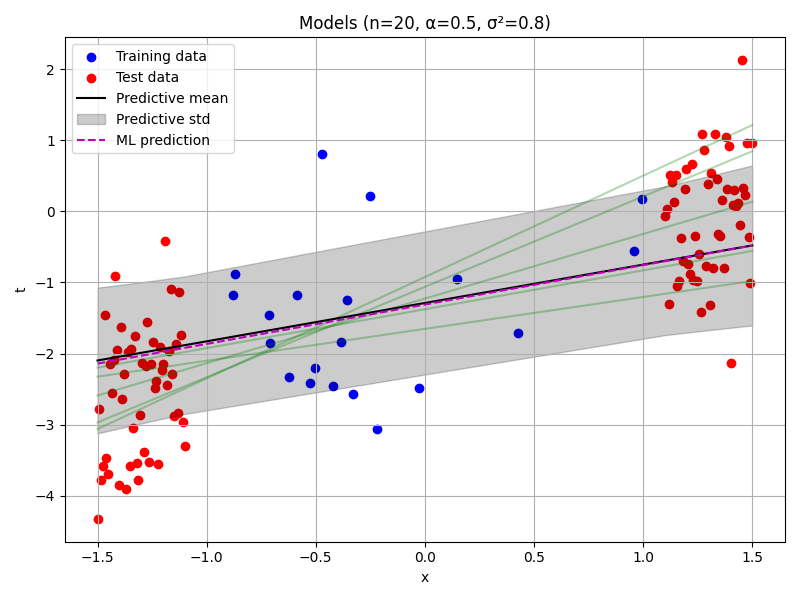 Models (n=20, α=0.5, σ²=0.8)
Training data
Test data
Predictive mean
Predictive std
ML prediction
t
2
1
0
−1
−2
−3
−4
−1.5
−1.0
−0.5
0.0
0.5
1.0
1.5
x